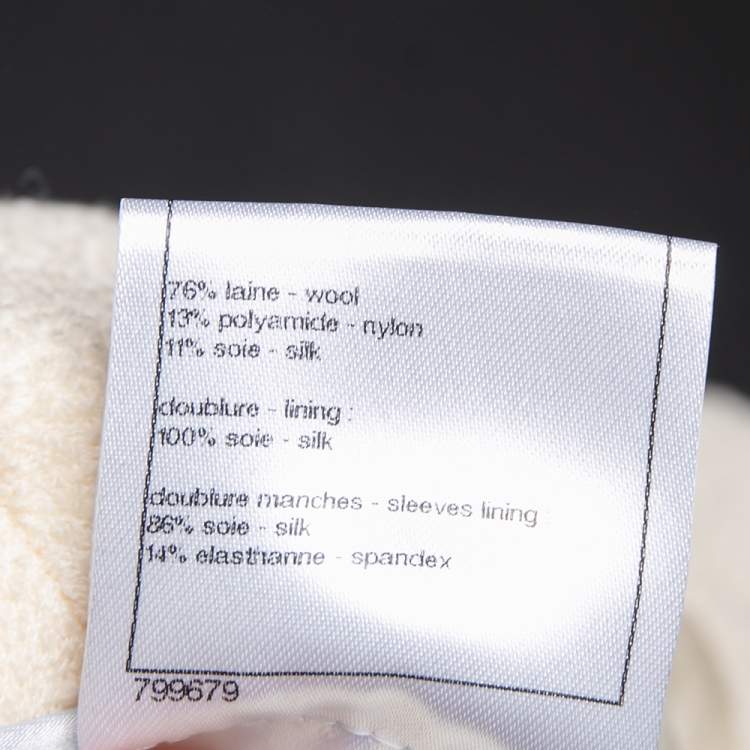 76% laine - wool
13% polyamide - nylon
11% soie - silk
doublure - lining :
100% soie - silk
doublure manches - sleeves lining
86% soie - silk
14% elasthanne - spandex
799679